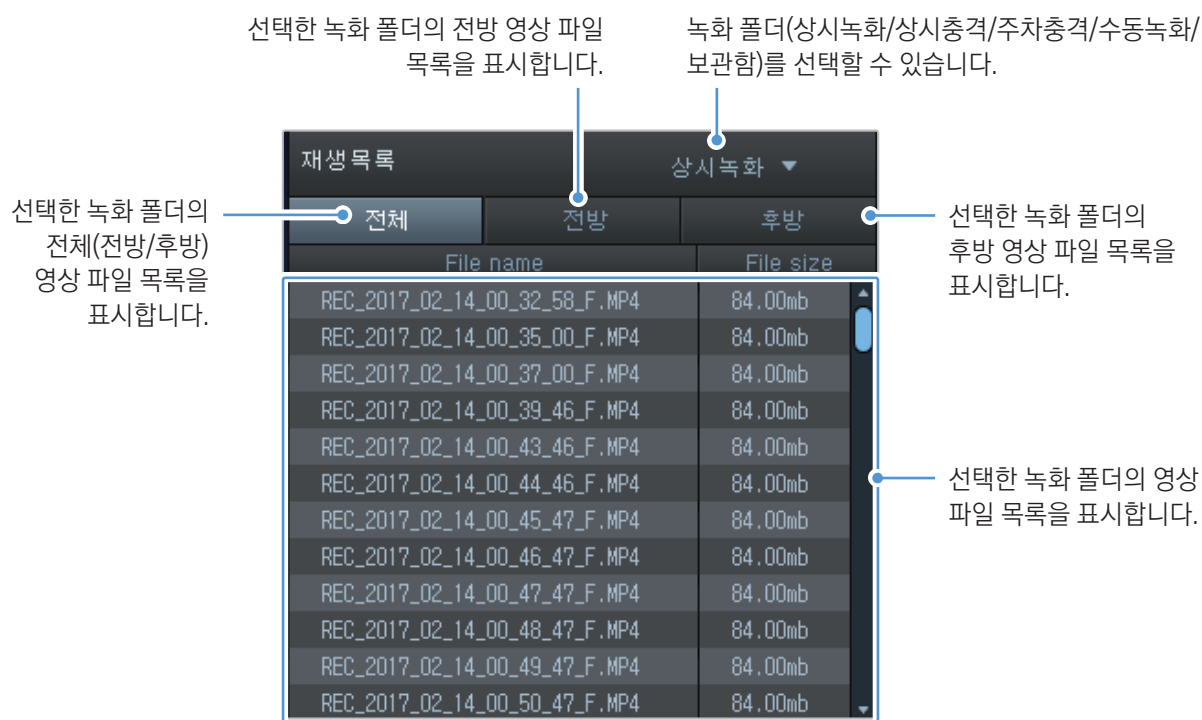 선택한 녹화 폴더의 전방 영상 파일
목록을 표시합니다.
녹화 폴더(상시녹화/상시충격/주차충격/수동녹화/
보관함)를 선택할 수 있습니다.
선택한 녹화 폴더의
전체(전방/후방)
영상 파일 목록을
표시합니다.
재생목록 상시녹화 ▼
전체 전방 후방
File name File size
REC_2017_02_14_00_32_58_F.MP4 84.00mb
REC_2017_02_14_00_35_00_F.MP4 84.00mb
REC_2017_02_14_00_37_00_F.MP4 84.00mb
REC_2017_02_14_00_39_46_F.MP4 84.00mb
REC_2017_02_14_00_43_46_F.MP4 84.00mb
REC_2017_02_14_00_44_46_F.MP4 84.00mb
REC_2017_02_14_00_45_47_F.MP4 84.00mb
REC_2017_02_14_00_46_47_F.MP4 84.00mb
REC_2017_02_14_00_47_47_F.MP4 84.00mb
REC_2017_02_14_00_48_47_F.MP4 84.00mb
REC_2017_02_14_00_49_47_F.MP4 84.00mb
REC_2017_02_14_00_50_47_F.MP4 84.00mb
선택한 녹화 폴더의
후방 영상 파일 목록을
표시합니다.
선택한 녹화 폴더의 영상
파일 목록을 표시합니다.